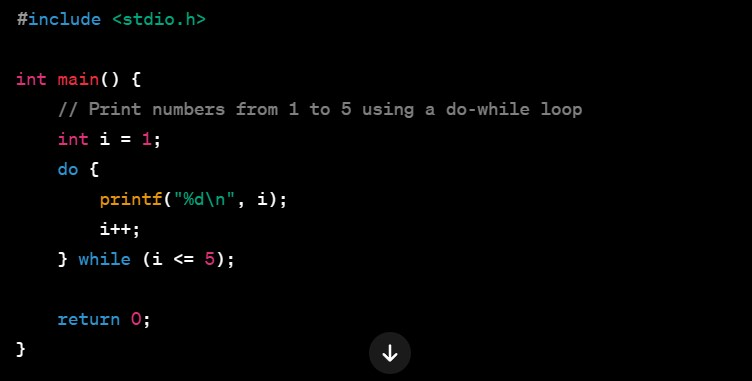 #include <stdio.h>
int main() {
// Print numbers from 1 to 5 using a do-while loop
int i = 1;
do {
printf("%d\n", i);
i++;
} while (i <= 5);
return 0;
}